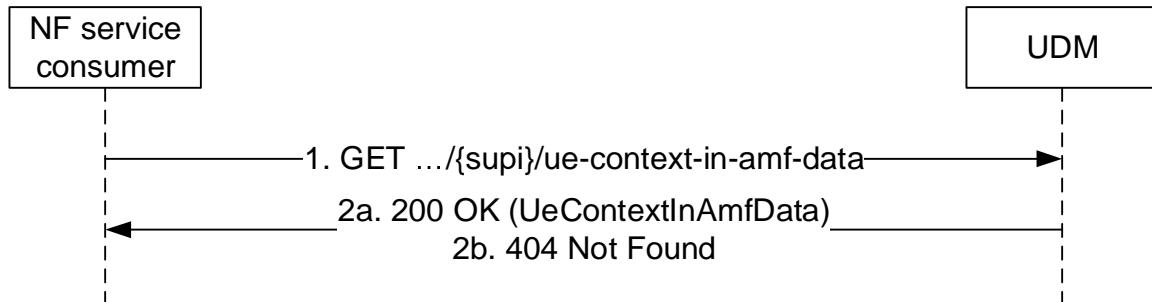 NF service
consumer
UDM
1. GET …/{supi}/ue-context-in-amf-data
2a. 200 OK (UeContextInAmfData)
2b. 404 Not Found